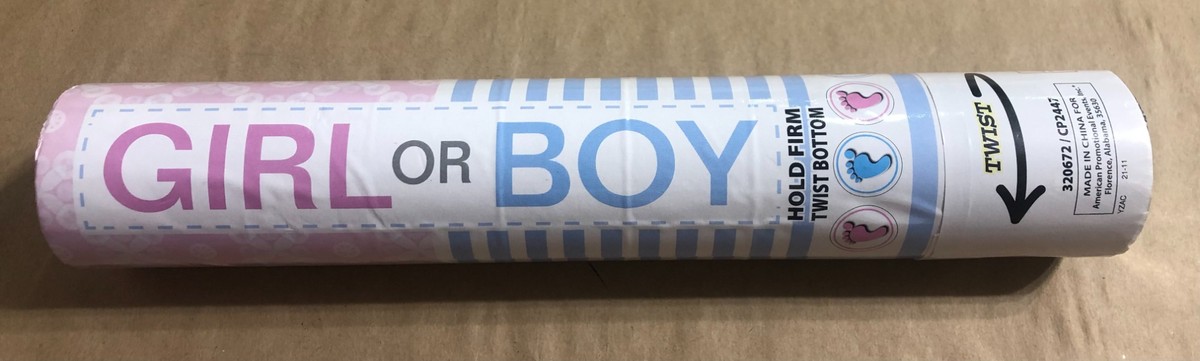 GIRL OR BOY
HOLD FIRM
TWIST BOTTOM
TWIST
320672 / CP2447
MADE IN CHINA FOR
American Promotional Events, Inc.
Florence, Alabama, 35630
YZAC 21-11